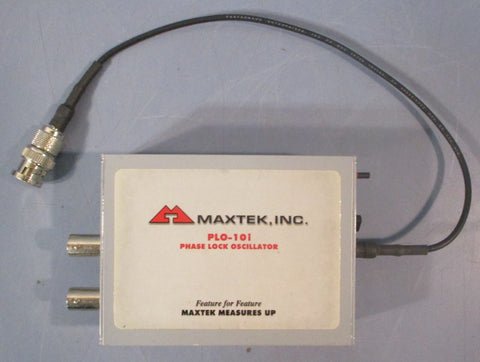 MAXTEK, INC.
PLO-10i
PHASE LOCK OSCILLATOR
Feature for Feature
MAXTEK MEASURES UP